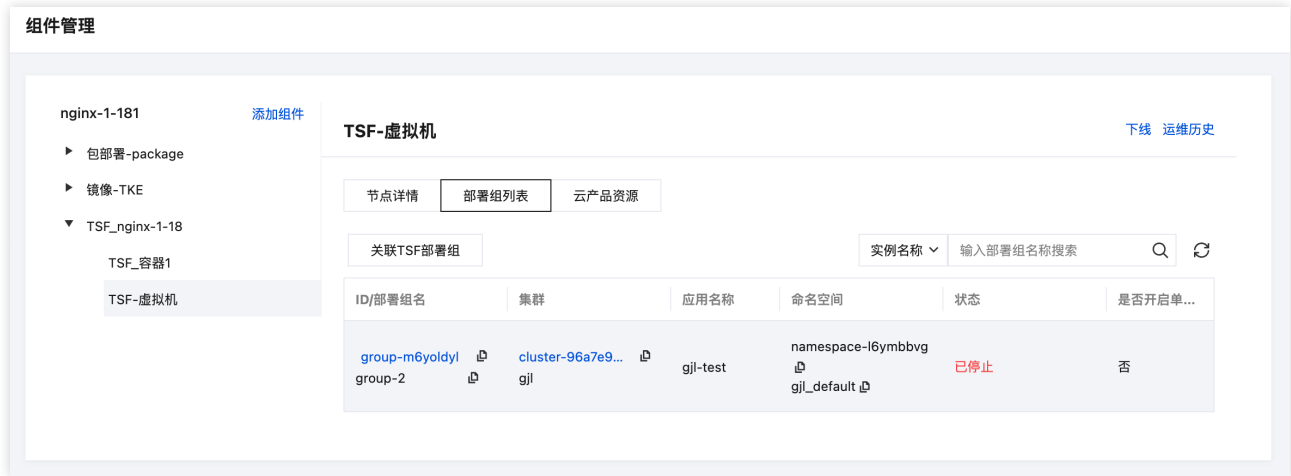 组件管理
nginx-1-181 添加组件
包部署-package
镜像-TKE
TSF_nginx-1-18
TSF_容器1
TSF-虚拟机
TSF-虚拟机 下线 运维历史
节点详情 部署组列表 云产品资源
关联TSF部署组 实例名称 输入部署组名称搜索
ID/部署组名 集群 应用名称 命名空间 状态 是否开启单...
group-m6yoldyl cluster-96a7e9... gjl-test namespace-l6ymbbvg 已停止 否
group-2 gjl gjl_default